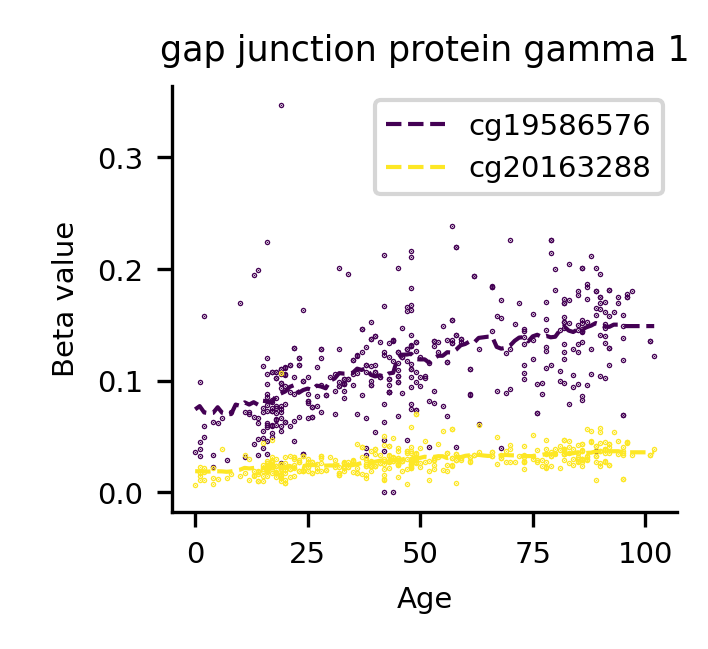 gap junction protein gamma 1
cg19586576
cg20163288
Beta value
0.3
0.2
0.1
0.0
0 25 50 75 100
Age